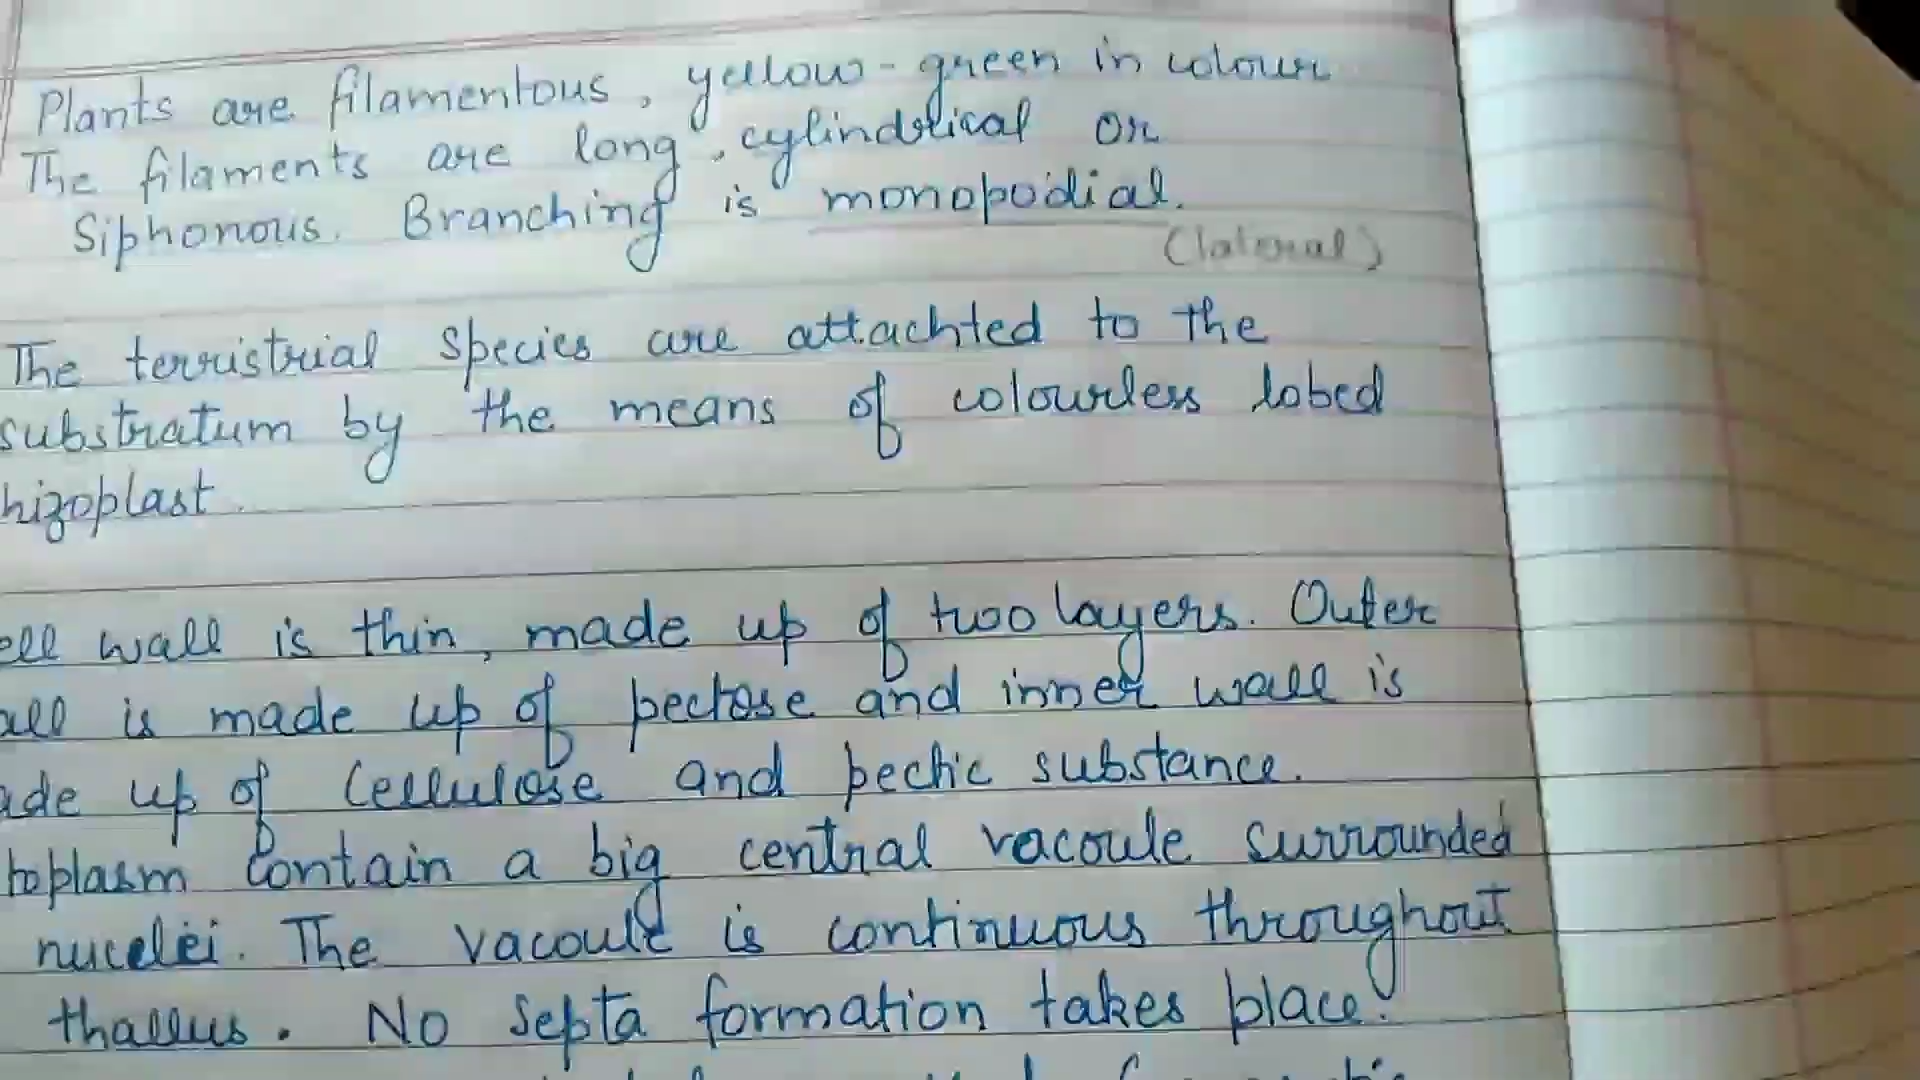 Plants are filamentous, yellow-green in colour
The filaments are long, cylindrical or
Siphonous. Branching is monopodial.
(lateral)
The terristrial species are attachted to the
substratum by the means of colourless lobed
hizoplast.
ell wall is thin, made up of two layers. Outer
all is made up of pectose and inner wall is
ade up of Cellulose and pectic substance.
toplasm contain a big central vacoule surrounded
nucelei. The vacoule is continuous throughout
thallus. No Septa formation takes place.